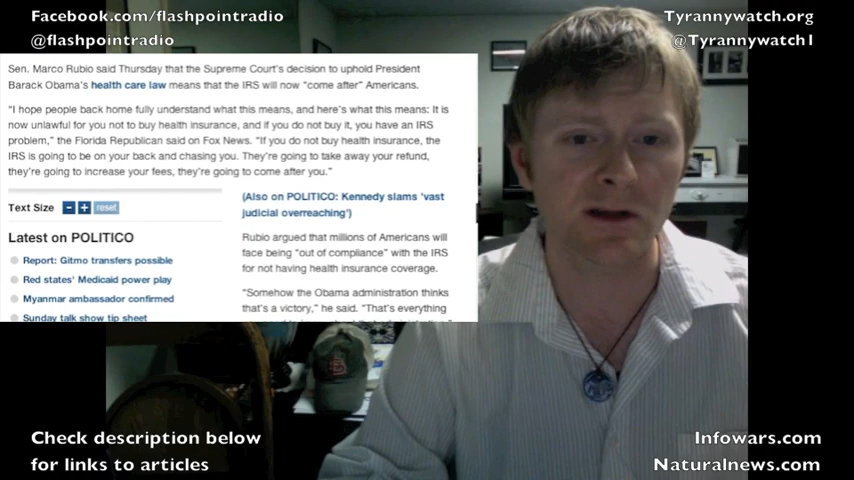 Facebook.com/flashpointradio
@flashpointradio
Tyrannywatch.org
@Tyrannywatch1
Sen. Marco Rubio said Thursday that the Supreme Court's decision to uphold President
Barack Obama's health care law means that the IRS will now "come after" Americans.
"I hope people back home fully understand what this means, and here's what this means: It is
now unlawful for you not to buy health insurance, and if you do not buy it, you have an IRS
problem," the Florida Republican said on Fox News. "If you do not buy health insurance, the
IRS is going to be on your back and chasing you. They're going to take away your refund,
they're going to increase your fees, they're going to come after you."
Text Size - + reset
Latest on POLITICO
Report: Gitmo transfers possible
Red states' Medicaid power play
Myanmar ambassador confirmed
Sunday talk show tip sheet
(Also on POLITICO: Kennedy slams 'vast
judicial overreaching')
Rubio argued that millions of Americans will
face being "out of compliance" with the IRS
for not having health insurance coverage.
"Somehow the Obama administration thinks
that's a victory," he said. "That's everything
Check description below
for links to articles
Infowars.com
Naturalnews.com